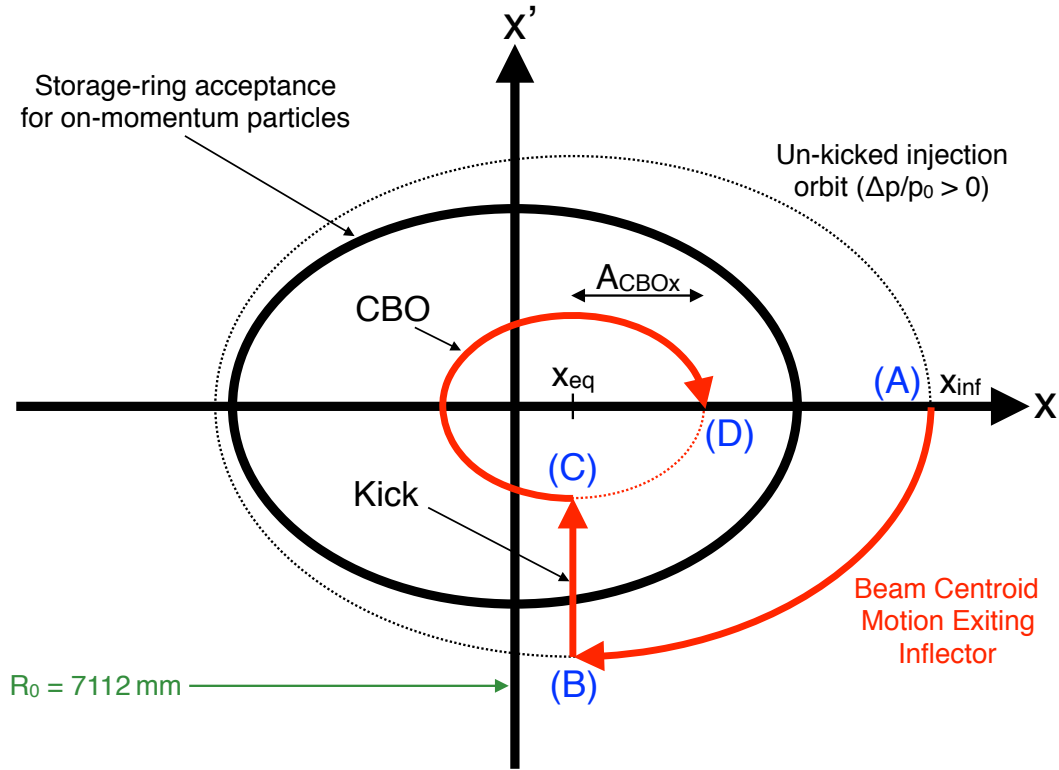 x’
Storage-ring acceptance
for on-momentum particles
Un-kicked injection
orbit (Δp/p₀ > 0)
A_CBOx
CBO
x_eq
(A)
x_inf
x
(D)
(C)
Kick
Beam Centroid
Motion Exiting
Inflector
(B)
R₀ = 7112 mm